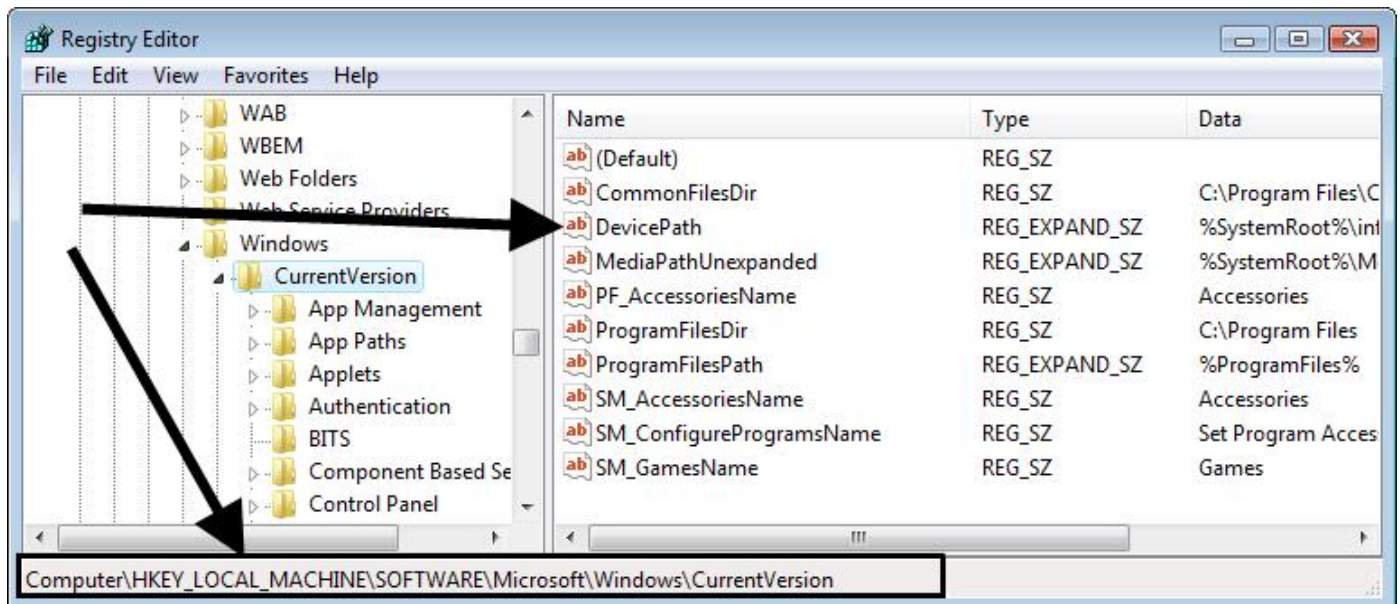 Registry Editor
File Edit View Favorites Help
WAB
WBEM
Web Folders
Web Service Providers
Windows
CurrentVersion
App Management
App Paths
Applets
Authentication
BITS
Component Based Se
Control Panel
Name Type Data
(Default) REG_SZ
CommonFilesDir REG_SZ C:\Program Files\C
DevicePath REG_EXPAND_SZ %SystemRoot%\inf
MediaPathUnexpanded REG_EXPAND_SZ %SystemRoot%\M
PF_AccessoriesName REG_SZ Accessories
ProgramFilesDir REG_SZ C:\Program Files
ProgramFilesPath REG_EXPAND_SZ %ProgramFiles%
SM_AccessoriesName REG_SZ Accessories
SM_ConfigureProgramsName REG_SZ Set Program Acces
SM_GamesName REG_SZ Games
Computer\HKEY_LOCAL_MACHINE\SOFTWARE\Microsoft\Windows\CurrentVersion